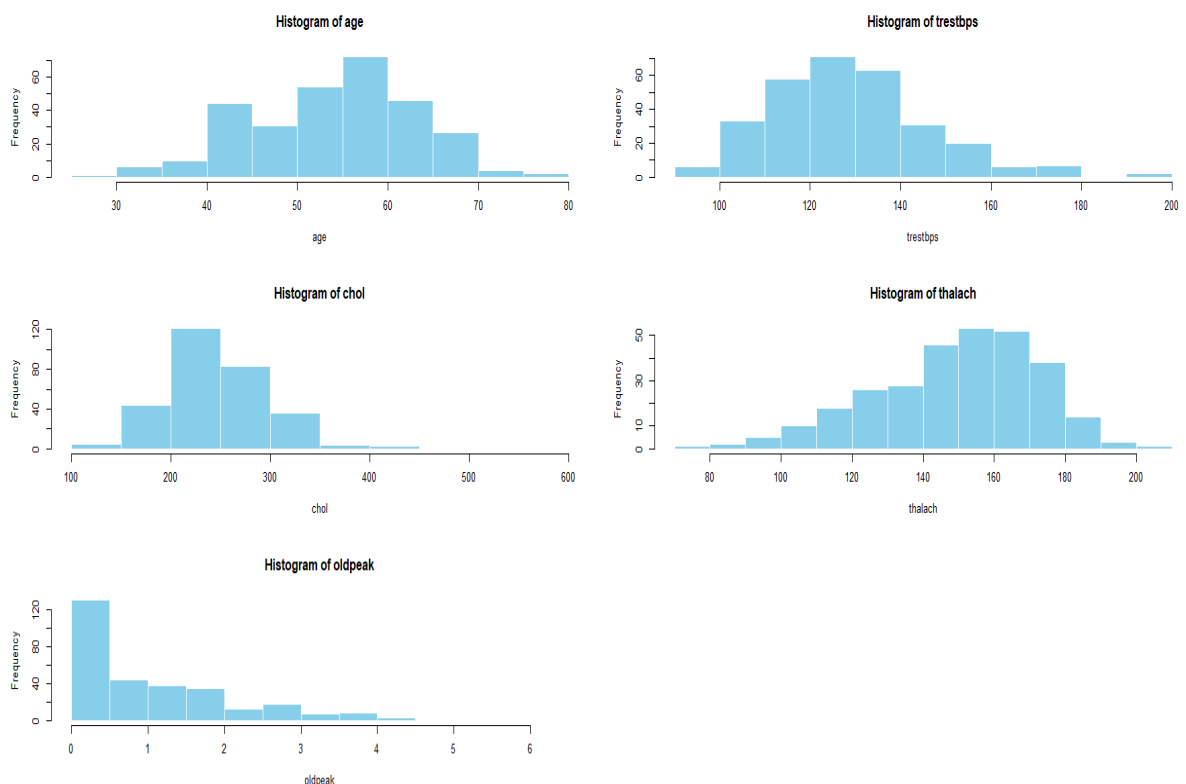 Histogram of age
Frequency
0 20 40 60
30 40 50 60 70 80
age
Histogram of trestbps
Frequency
0 20 40 60
100 120 140 160 180 200
trestbps
Histogram of chol
Frequency
0 40 80 120
100 200 300 400 500 600
chol
Histogram of thalach
Frequency
0 10 30 50
80 100 120 140 160 180 200
thalach
Histogram of oldpeak
Frequency
0 40 80 120
0 1 2 3 4 5 6
oldpeak